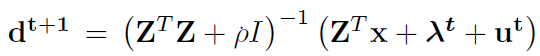 d^{t+1} = (Z^T Z + ρI)^{-1} (Z^T x + λ^t + u^t)